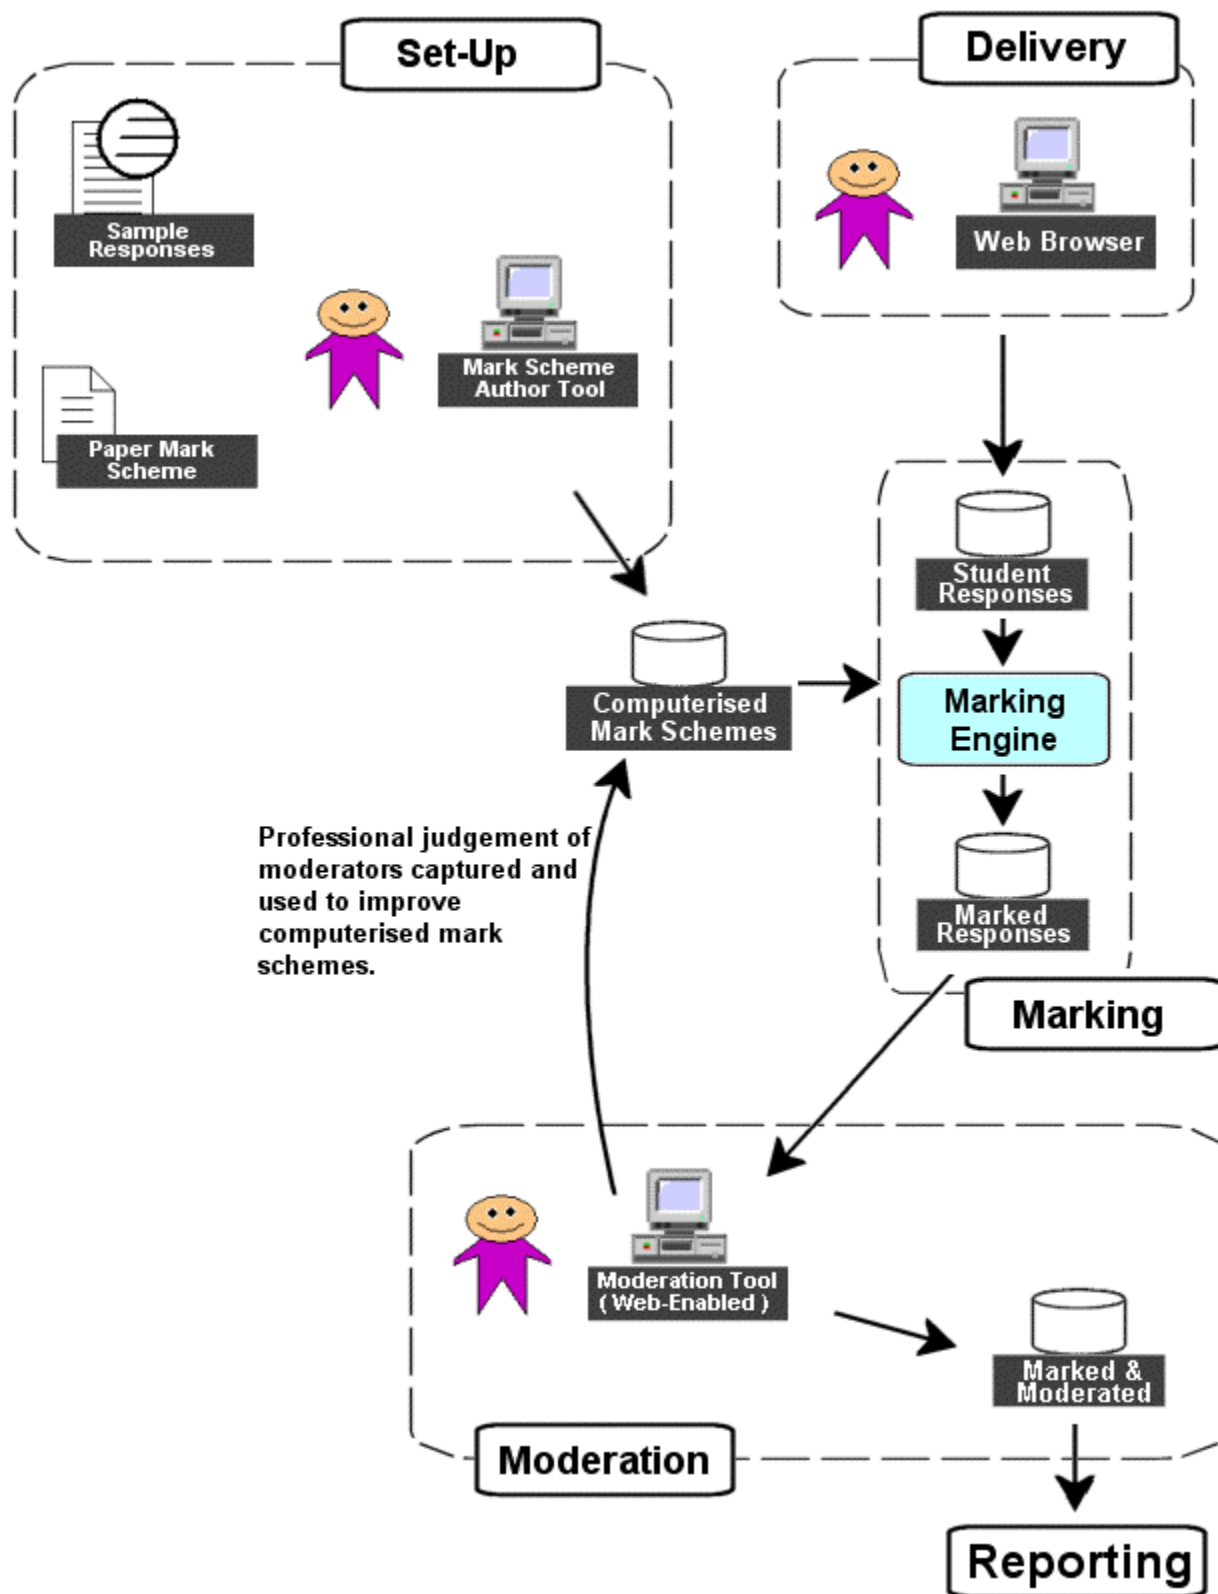 Set-Up
Delivery
Sample
Responses
Web Browser
Mark Scheme
Author Tool
Paper Mark
Scheme
Student
Responses
Computerised
Mark Schemes
Marking
Engine
Professional judgement of
moderators captured and
used to improve
computerised mark
schemes.
Marked
Responses
Marking
Moderation Tool
( Web-Enabled )
Marked &
Moderated
Moderation
Reporting